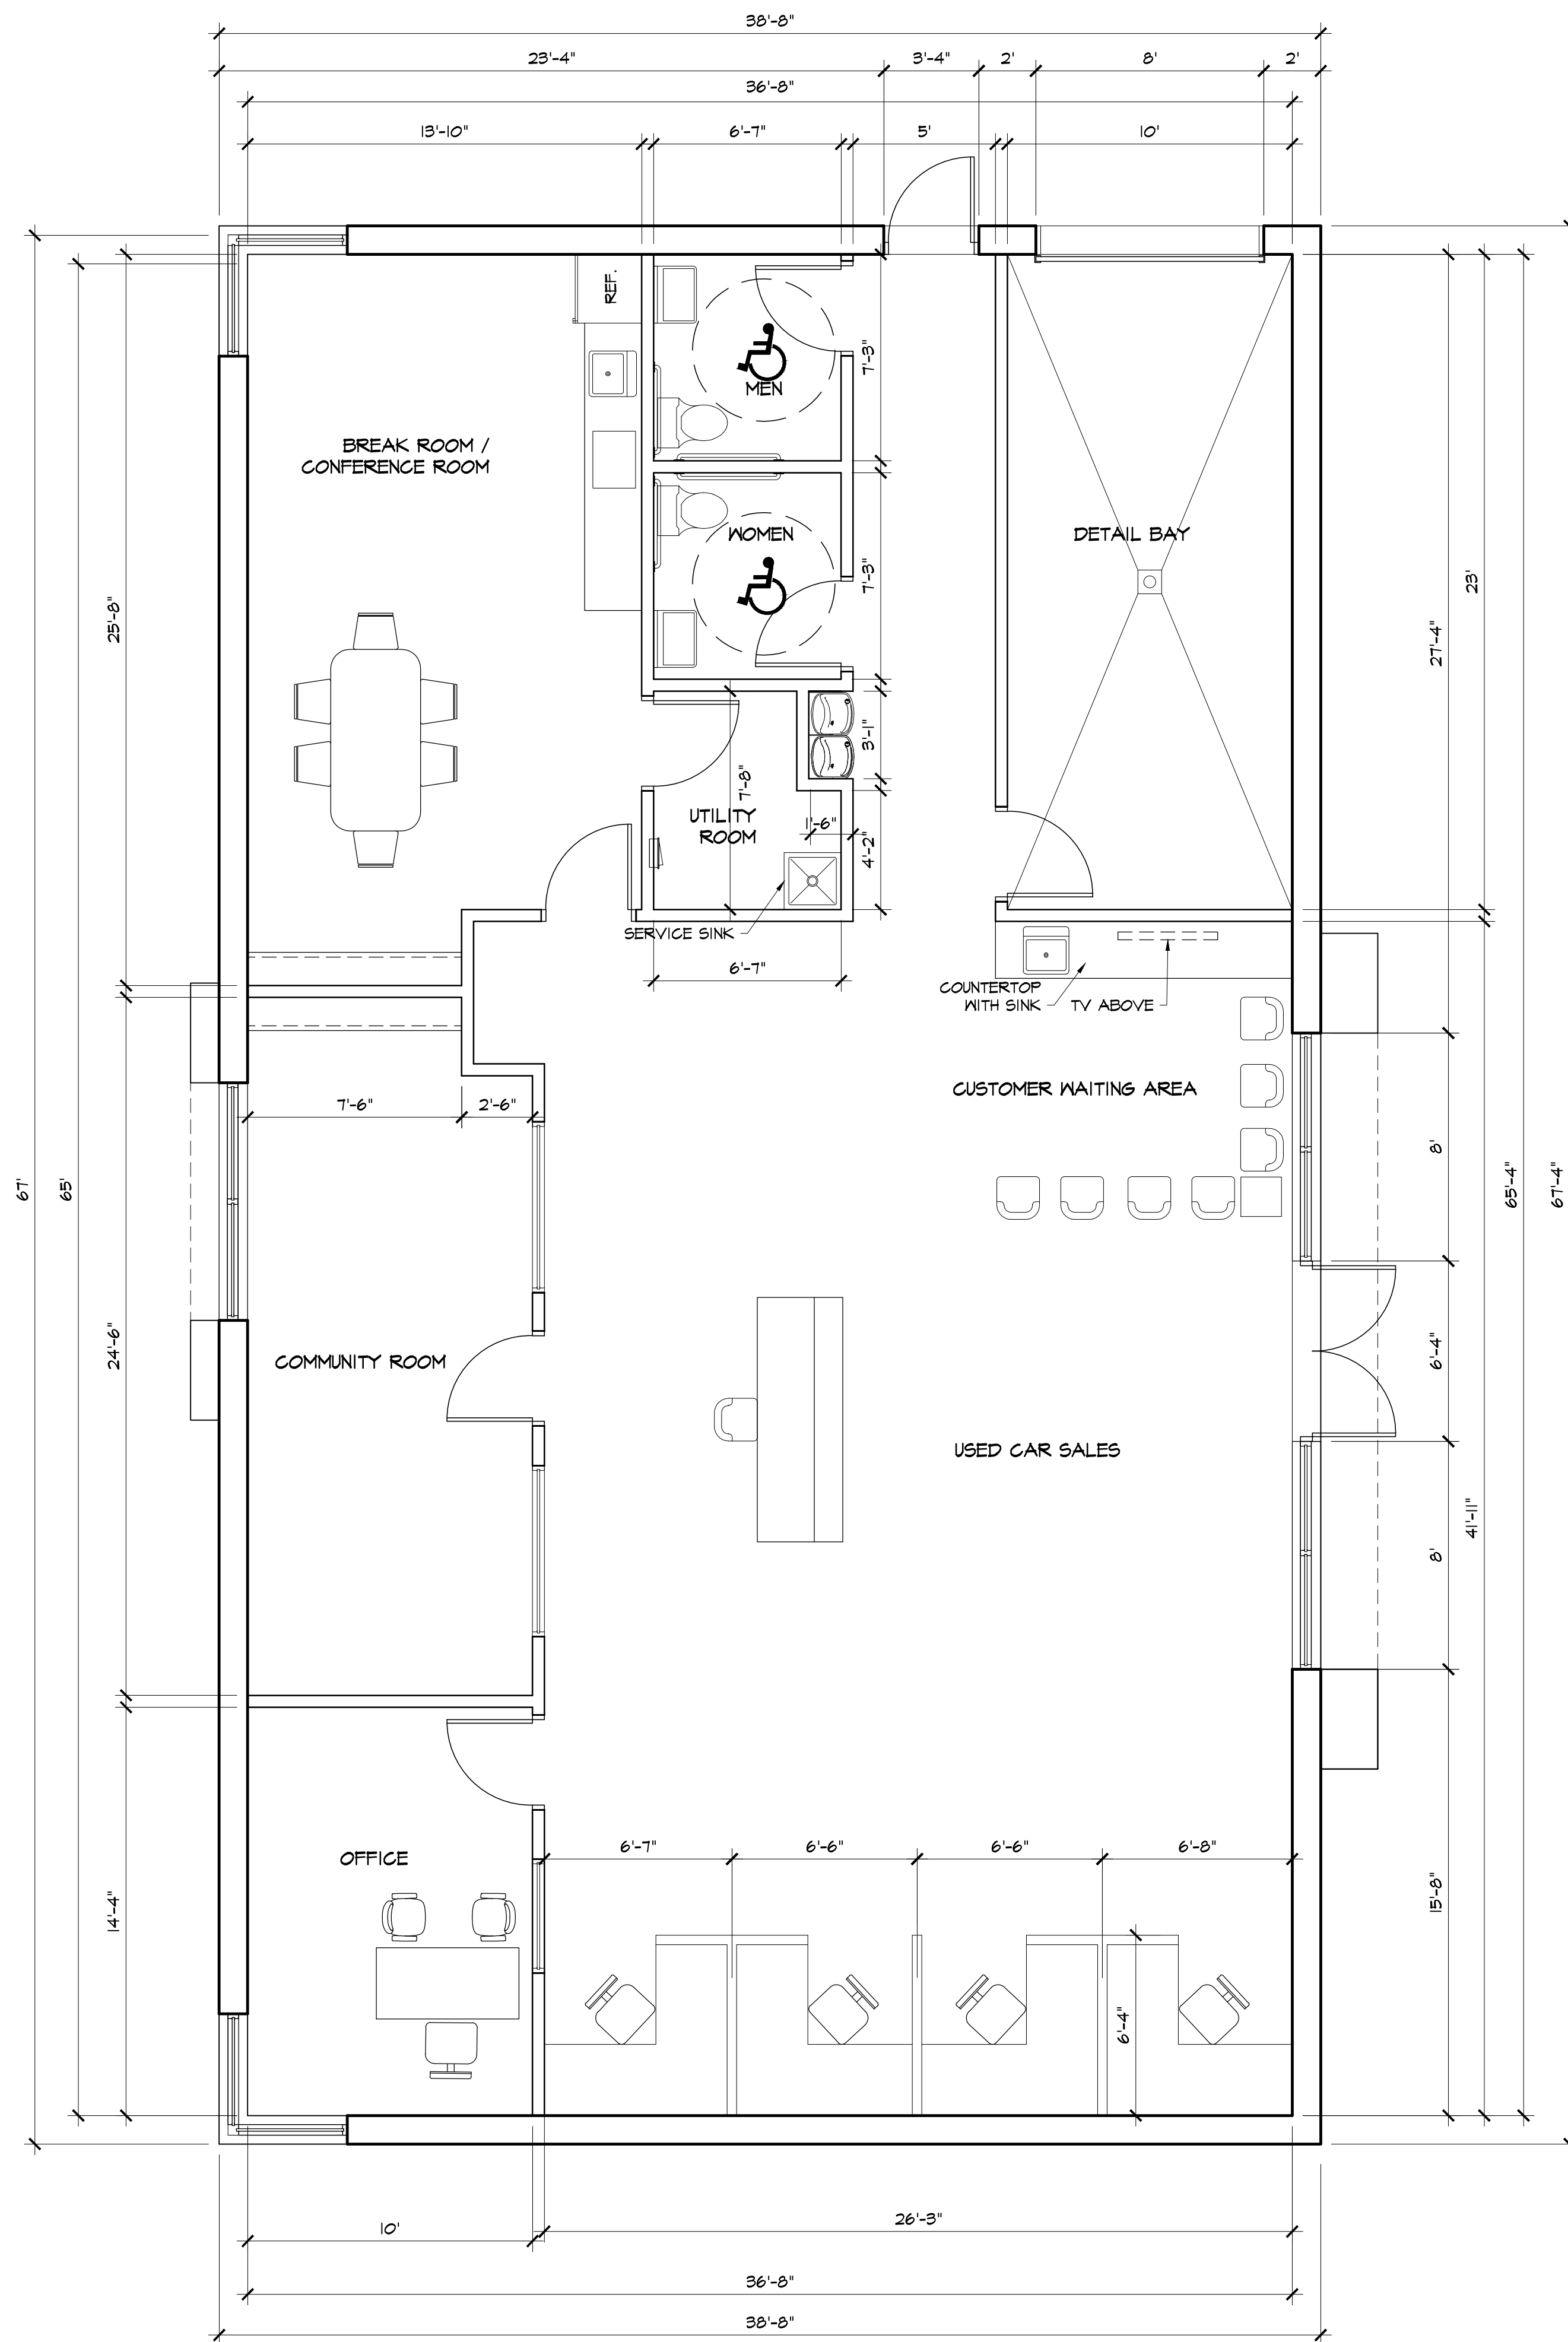 38'-8"
23'-4"
3'-4"
2'
8'
2'
36'-8"
13'-10"
6'-7"
5'
10'
REF.
MEN
7'-3"
BREAK ROOM /
CONFERENCE ROOM
WOMEN
7'-3"
DETAIL BAY
23'
27'-4"
25'-8"
3'-1"
7'-8"
UTILITY
ROOM
1'-6"
4'-2"
SERVICE SINK
6'-7"
COUNTERTOP
WITH SINK
TV ABOVE
CUSTOMER WAITING AREA
7'-6"
2'-6"
8'
67'
65'
65'-4"
67'-4"
24'-6"
COMMUNITY ROOM
6'-4"
USED CAR SALES
41'-11"
8'
OFFICE
6'-7"
6'-6"
6'-6"
6'-8"
14'-4"
15'-8"
6'-4"
10'
26'-3"
36'-8"
38'-8"